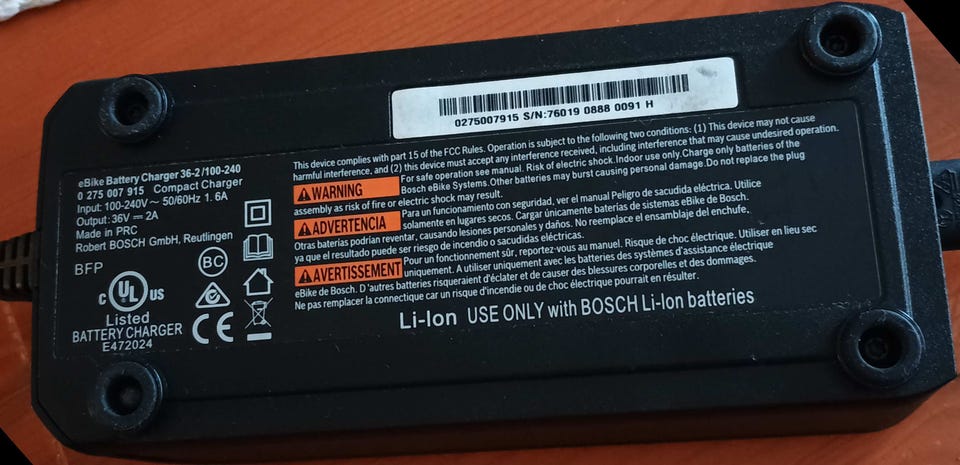 0275007915 S/N:76019 0888 0091 H
eBike Battery Charger 36-2 /100-240
0 275 007 915 Compact Charger
Input: 100-240V ~ 50/60Hz 1. 6A
Output: 36V ⎓ 2A
Made in PRC
Robert BOSCH GmbH, Reutlingen
BFP
c UL US
Listed
BATTERY CHARGER
E472024
BC
CE
This device complies with part 15 of the FCC Rules. Operation is subject to the following two conditions: (1) This device may not cause
harmful interference, and (2) this device must accept any interference received, including interference that may cause undesired operation.
WARNING For safe operation see manual. Risk of electric shock. Indoor use only. Charge only batteries of the
Bosch eBike Systems. Other batteries may burst causing personal damage. Do not replace the plug
assembly as risk of fire or electric shock may result.
ADVERTENCIA Para un funcionamiento con seguridad, ver el manual Peligro de sacudida eléctrica. Utilice
solamente en lugares secos. Cargar únicamente baterías de sistemas eBike de Bosch.
Otras baterías podrían reventar, causando lesiones personales y daños. No reemplace el ensamblaje del enchufe,
ya que el resultado puede ser riesgo de incendio o sacudidas eléctricas.
AVERTISSEMENT Pour un fonctionnement sûr, reportez-vous au manuel. Risque de choc électrique. Utiliser en lieu sec
uniquement. A utiliser uniquement avec les batteries des systèmes d'assistance électrique
eBike de Bosch. D'autres batteries risqueraient d'éclater et de causer des blessures corporelles et des dommages.
Ne pas remplacer la connectique car un risque d'incendie ou de choc électrique pourrait en résulter.
Li-Ion USE ONLY with BOSCH Li-Ion batteries